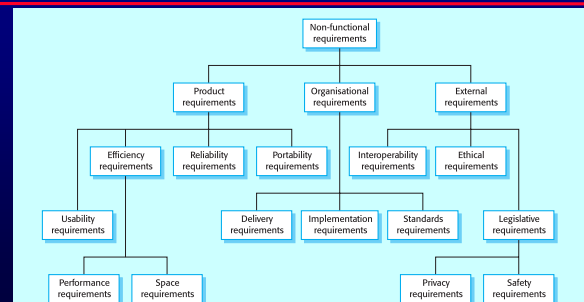 Non-functional
requirements
Product
requirements
Organisational
requirements
External
requirements
Efficiency
requirements
Reliability
requirements
Portability
requirements
Interoperability
requirements
Ethical
requirements
Usability
requirements
Delivery
requirements
Implementation
requirements
Standards
requirements
Legislative
requirements
Performance
requirements
Space
requirements
Privacy
requirements
Safety
requirements